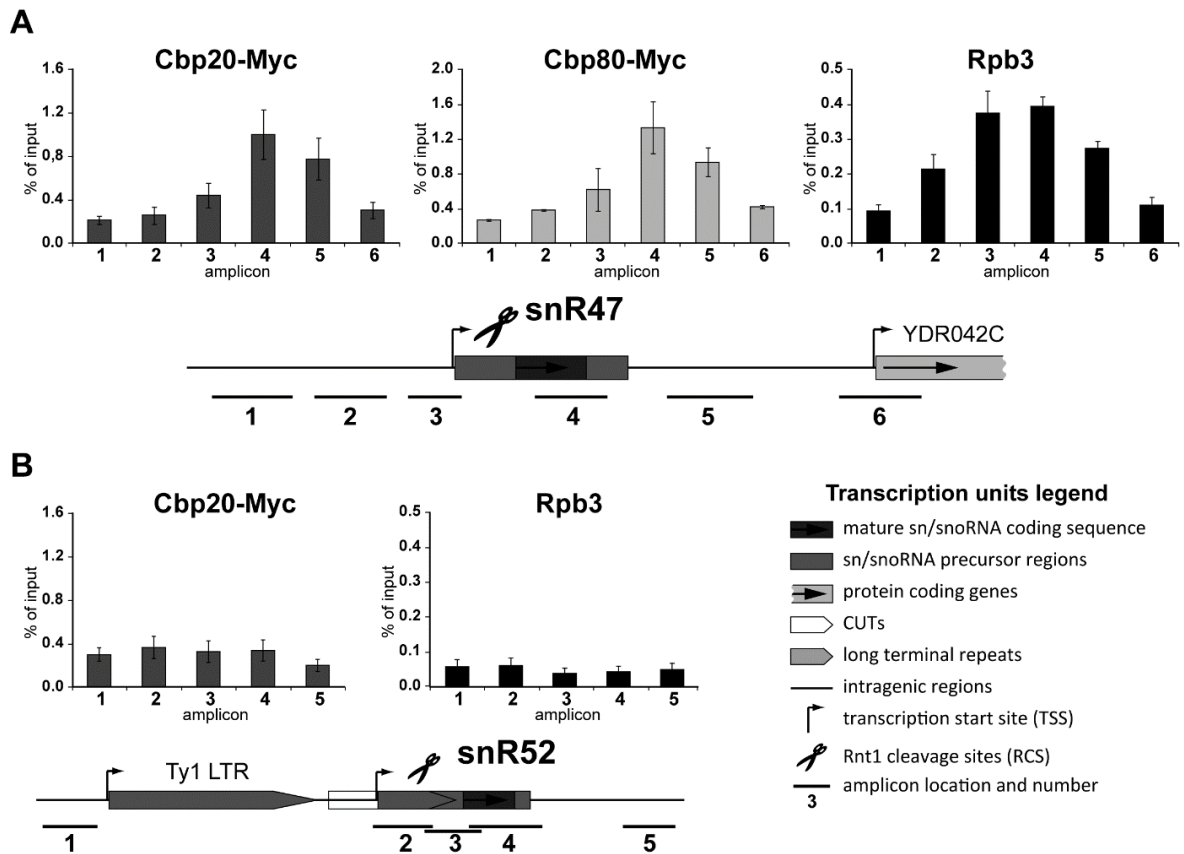 A
Cbp20-Myc
Cbp80-Myc
Rpb3
% of input
1.6
1.2
0.8
0.4
0.0
1 2 3 4 5 6
amplicon
% of input
2.0
1.6
1.2
0.8
0.4
0.0
1 2 3 4 5 6
amplicon
% of input
0.5
0.4
0.3
0.2
0.1
0.0
1 2 3 4 5 6
amplicon
snR47
YDR042C
1 2 3 4 5 6
B
Cbp20-Myc
Rpb3
% of input
1.6
1.2
0.8
0.4
0.0
1 2 3 4 5
amplicon
% of input
0.5
0.4
0.3
0.2
0.1
0.0
1 2 3 4 5
amplicon
Ty1 LTR
snR52
1 2 3 4 5
Transcription units legend
mature sn/snoRNA coding sequence
sn/snoRNA precursor regions
protein coding genes
CUTs
long terminal repeats
intragenic regions
transcription start site (TSS)
Rnt1 cleavage sites (RCS)
amplicon location and number
3